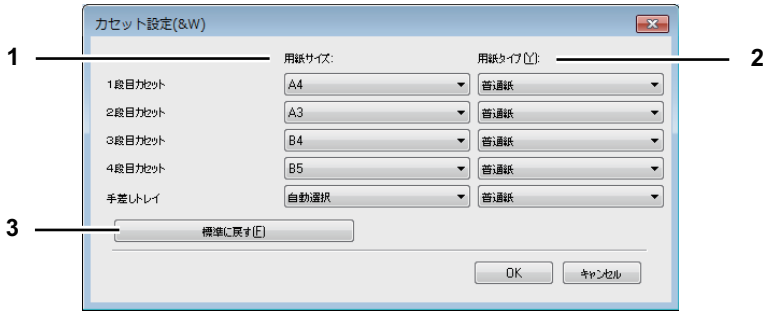 カセット設定(&W)
1 用紙サイズ: 用紙タイプ(Y): 2
1段目カセット A4 普通紙
2段目カセット A3 普通紙
3段目カセット B4 普通紙
4段目カセット B5 普通紙
手差しトレイ 自動選択 普通紙
3 標準に戻す(F)
OK キャンセル